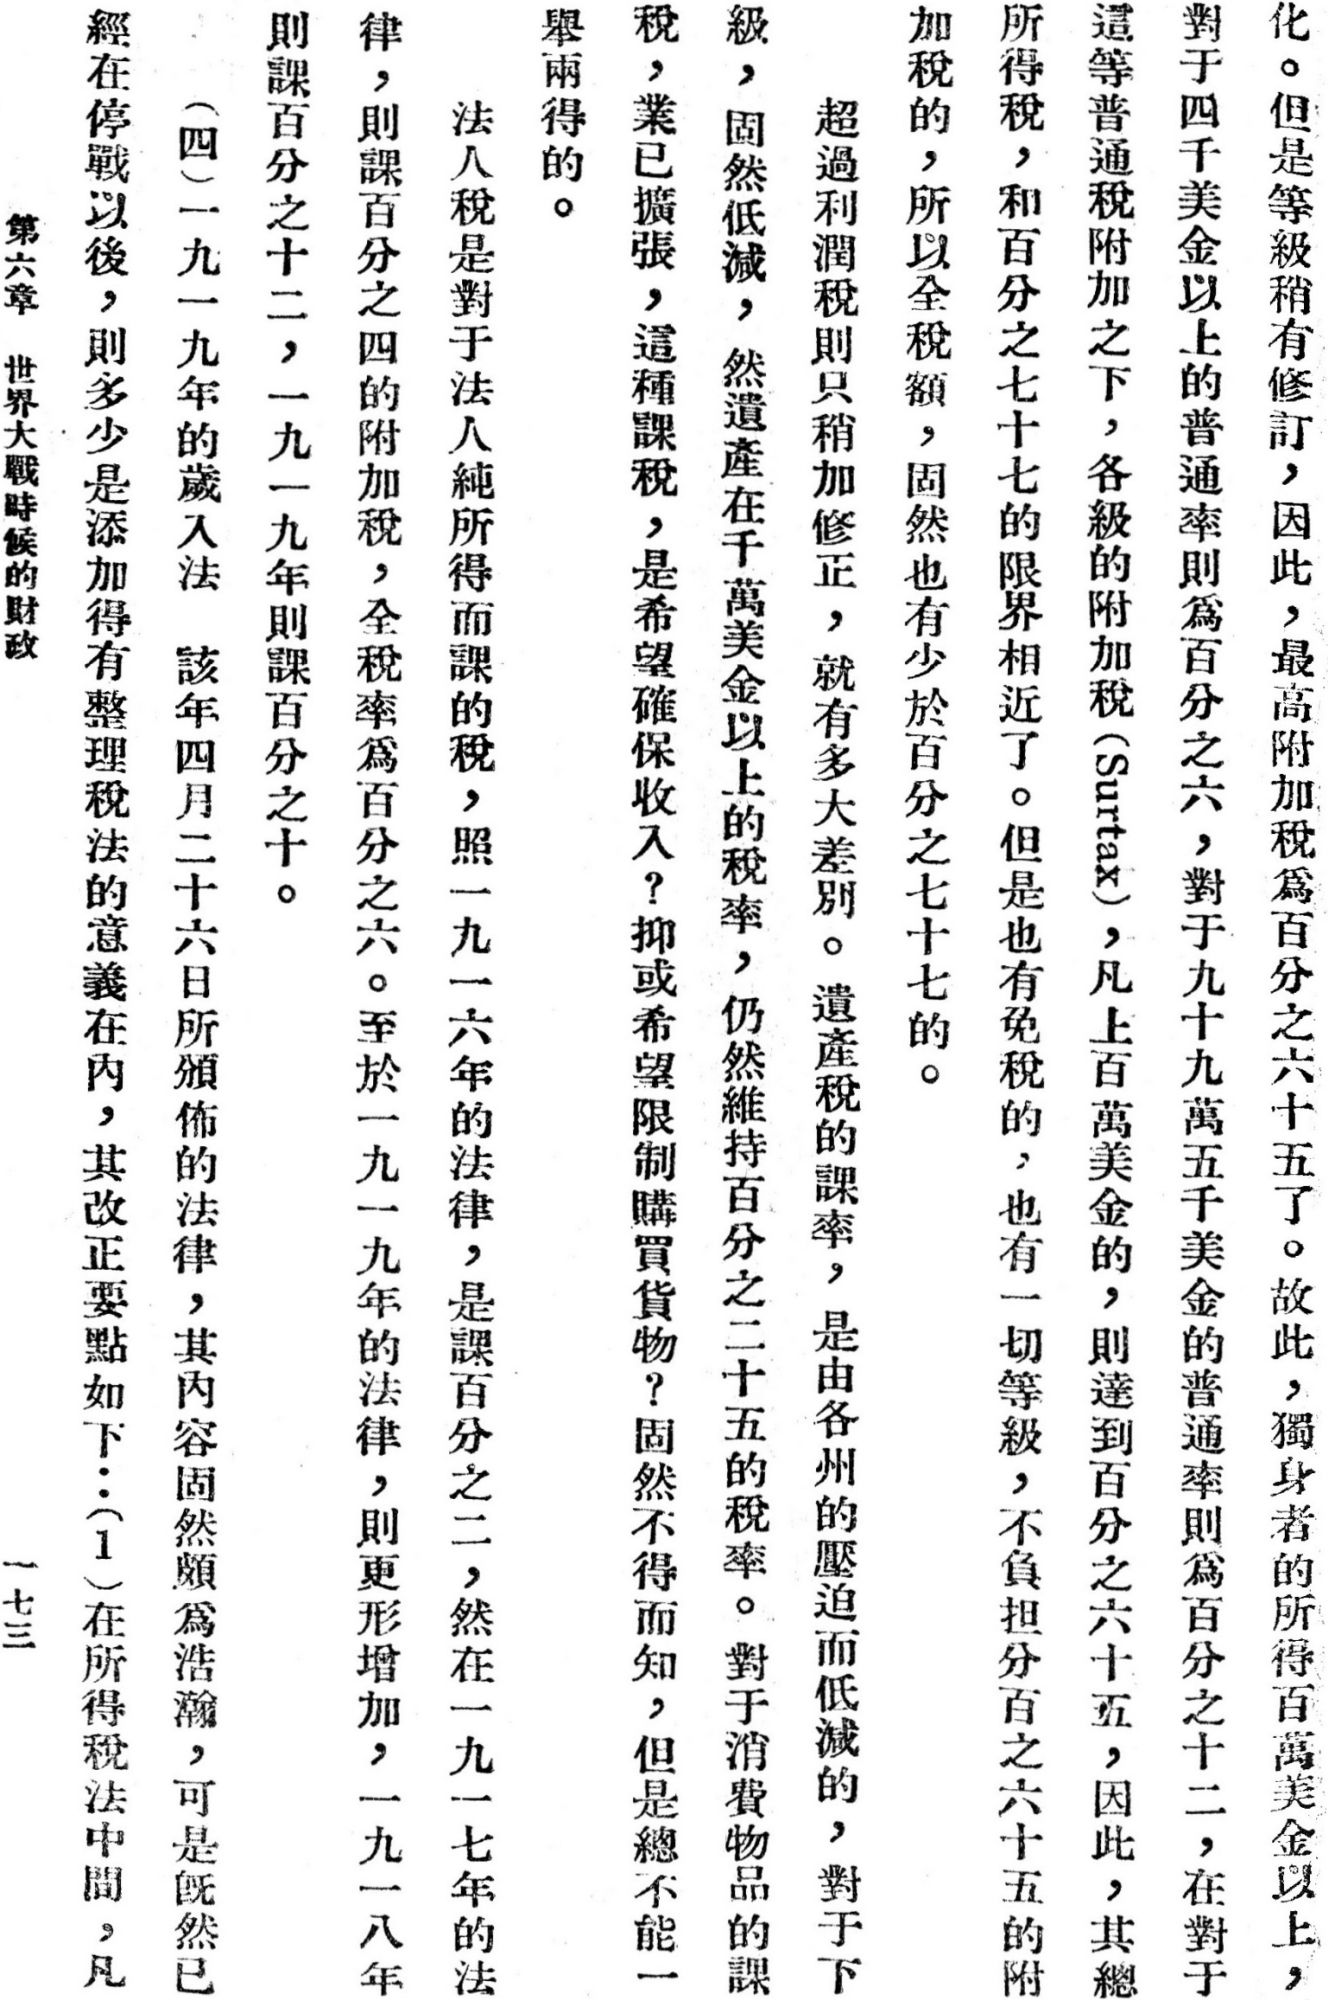 化。但是等級稍有修訂，因此，最高附加稅爲百分之六十五了。故此，獨身者的所得百萬美金以上，
對于四千美金以上的普通率則爲百分之六，對于九十九萬五千美金的普通率則爲百分之十二，在對于
這等普通稅附加之下，各級的附加稅(Surtax)，凡上百萬美金的，則達到百分之六十五，因此，其總
所得稅，和百分之七十七的限界相近了。但是也有免稅的，也有一切等級，不負担分百之六十五的附
加稅的，所以全稅額，固然也有少於百分之七十七的。
超過利潤稅則只稍加修正，就有多大差別。遺產稅的課率，是由各州的壓迫而低減的，對于下
級，固然低減，然遺產在千萬美金以上的稅率，仍然維持百分之二十五的稅率。對于消費物品的課
稅，業已擴張，這種課稅，是希望確保收入？抑或希望限制購買貨物？固然不得而知，但是總不能一
舉兩得的。
法人稅是對于法人純所得而課的稅，照一九一六年的法律，是課百分之二，然在一九一七年的法
律，則課百分之四的附加稅，全稅率爲百分之六。至於一九一九年的法律，則更形增加，一九一八年
則課百分之十二，一九一九年則課百分之十。
(四)一九一九年的歲入法　該年四月二十六日所頒佈的法律，其內容固然頗爲浩瀚，可是旣然已
經在停戰以後，則多少是添加得有整理稅法的意義在內，其改正要點如下：(1)在所得稅法中間，凡
第六章　世界大戰時候的財政
一七三